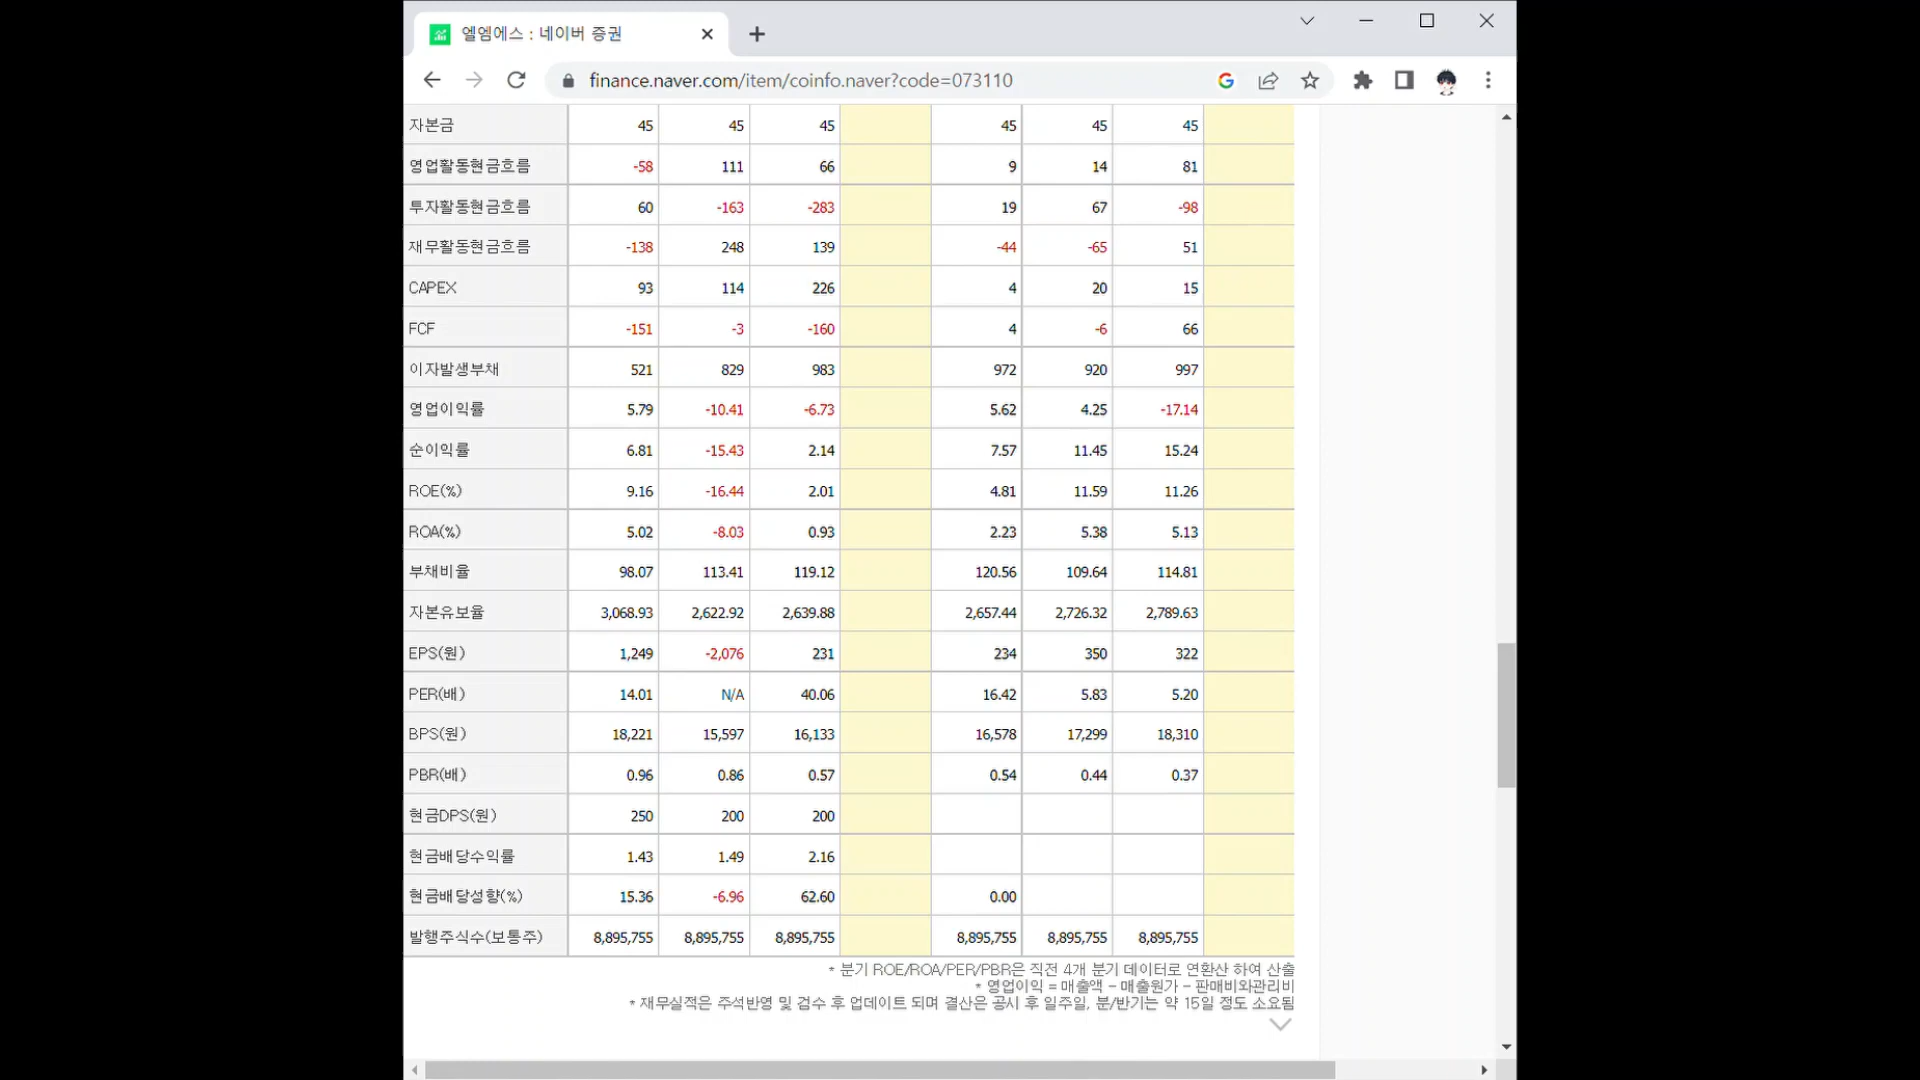 엘엠에스 : 네이버 증권
finance.naver.com/item/coinfo.naver?code=073110
자본금 45 45 45 45 45 45
영업활동현금흐름 -58 111 66 9 14 81
투자활동현금흐름 60 -163 -283 19 67 -98
재무활동현금흐름 -138 248 139 -44 -65 51
CAPEX 93 114 226 4 20 15
FCF -151 -3 -160 4 -6 66
이자발생부채 521 829 983 972 920 997
영업이익률 5.79 -10.41 -6.73 5.62 4.25 -17.14
순이익률 6.81 -15.43 2.14 7.57 11.45 15.24
ROE(%) 9.16 -16.44 2.01 4.81 11.59 11.26
ROA(%) 5.02 -8.03 0.93 2.23 5.38 5.13
부채비율 98.07 113.41 119.12 120.56 109.64 114.81
자본유보율 3,068.93 2,622.92 2,639.88 2,657.44 2,726.32 2,789.63
EPS(원) 1,249 -2,076 231 234 350 322
PER(배) 14.01 N/A 40.06 16.42 5.83 5.20
BPS(원) 18,221 15,597 16,133 16,578 17,299 18,310
PBR(배) 0.96 0.86 0.57 0.54 0.44 0.37
현금DPS(원) 250 200 200
현금배당수익률 1.43 1.49 2.16
현금배당성향(%) 15.36 -6.96 62.60 0.00
발행주식수(보통주) 8,895,755 8,895,755 8,895,755 8,895,755 8,895,755 8,895,755
* 분기 ROE/ROA/PER/PBR은 직전 4개 분기 데이터로 연환산 하여 산출
* 영업이익 = 매출액 - 매출원가 - 판매비와관리비
* 재무실적은 주석반영 및 검수 후 업데이트 되며 결산은 공시 후 일주일, 분/반기는 약 15일 정도 소요됨